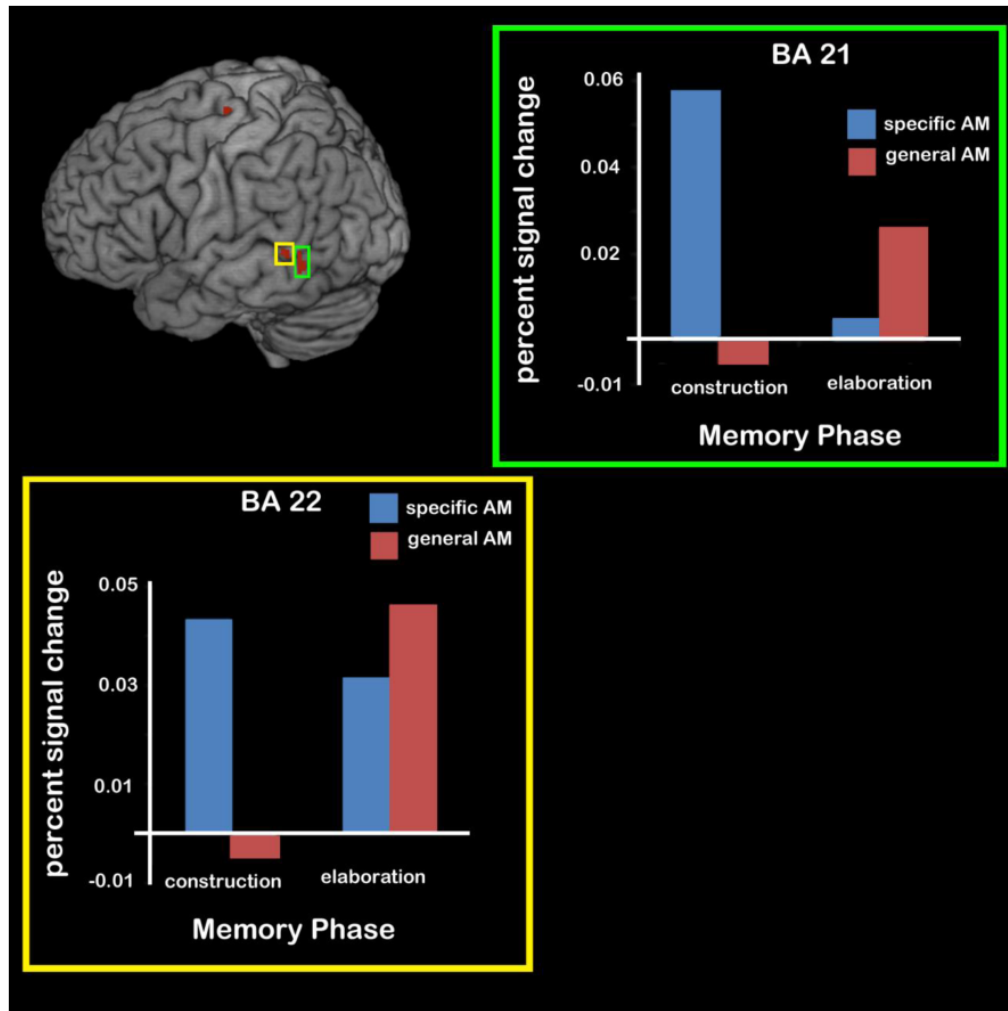 BA 21
percent signal change
0.06
0.04
0.02
-0.01
specific AM
general AM
construction
elaboration
Memory Phase
BA 22
percent signal change
0.05
0.03
0.01
-0.01
specific AM
general AM
construction
elaboration
Memory Phase